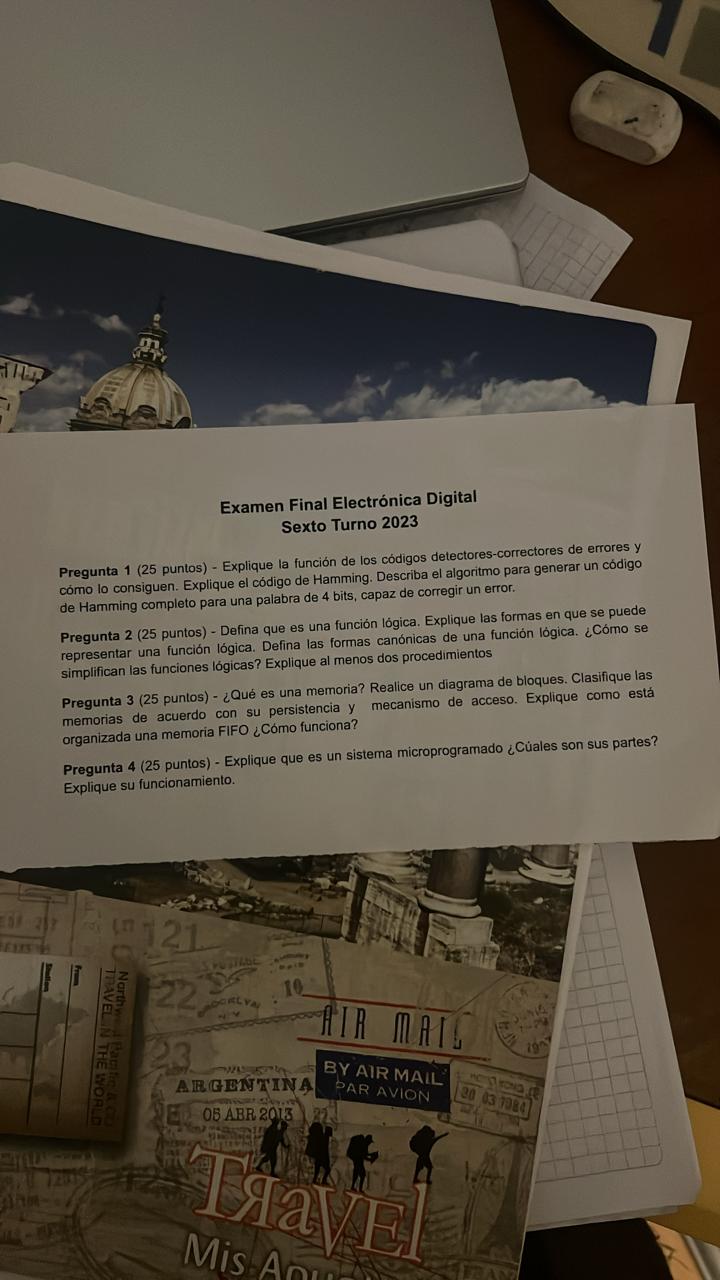 Examen Final Electrónica Digital
Sexto Turno 2023
Pregunta 1 (25 puntos) - Explique la función de los códigos detectores-correctores de errores y
cómo lo consiguen. Explique el código de Hamming. Describa el algoritmo para generar un código
de Hamming completo para una palabra de 4 bits, capaz de corregir un error.
Pregunta 2 (25 puntos) - Defina que es una función lógica. Explique las formas en que se puede
representar una función lógica. Defina las formas canónicas de una función lógica. ¿Cómo se
simplifican las funciones lógicas? Explique al menos dos procedimientos
Pregunta 3 (25 puntos) - ¿Qué es una memoria? Realice un diagrama de bloques. Clasifique las
memorias de acuerdo con su persistencia y mecanismo de acceso. Explique como está
organizada una memoria FIFO ¿Cómo funciona?
Pregunta 4 (25 puntos) - Explique que es un sistema microprogramado ¿Cúales son sus partes?
Explique su funcionamiento.
121
22
10
23
AIR MAIL
BY AIR MAIL
PAR AVION
ARGENTINA
05 ABR 2013
30 03 1984
From
TRAVEL IN THE WORLD
TRavEl
Mis